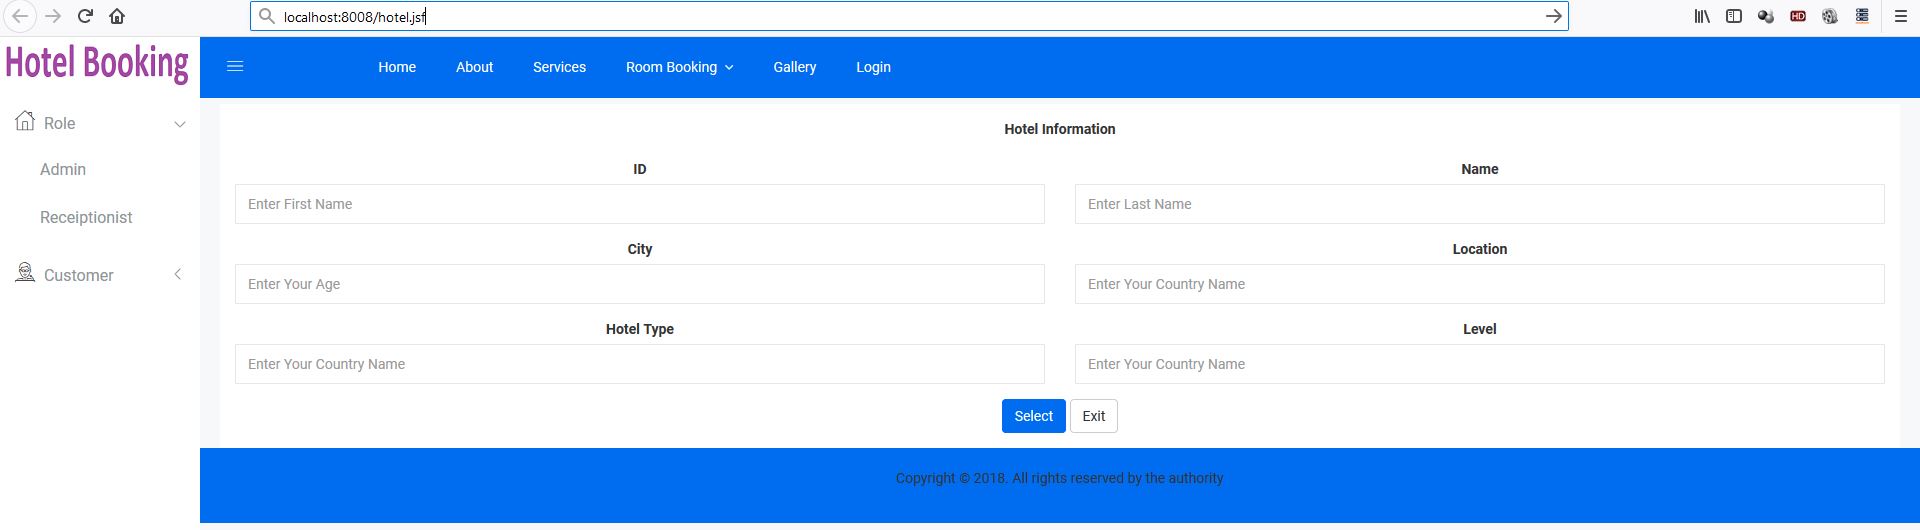 localhost:8008/hotel.jsf
HD
Hotel Booking
Home About Services Room Booking Gallery Login
Role
Admin
Receiptionist
Customer
Hotel Information
ID Name
Enter First Name Enter Last Name
City Location
Enter Your Age Enter Your Country Name
Hotel Type Level
Enter Your Country Name Enter Your Country Name
Select Exit
Copyright © 2018. All rights reserved by the authority